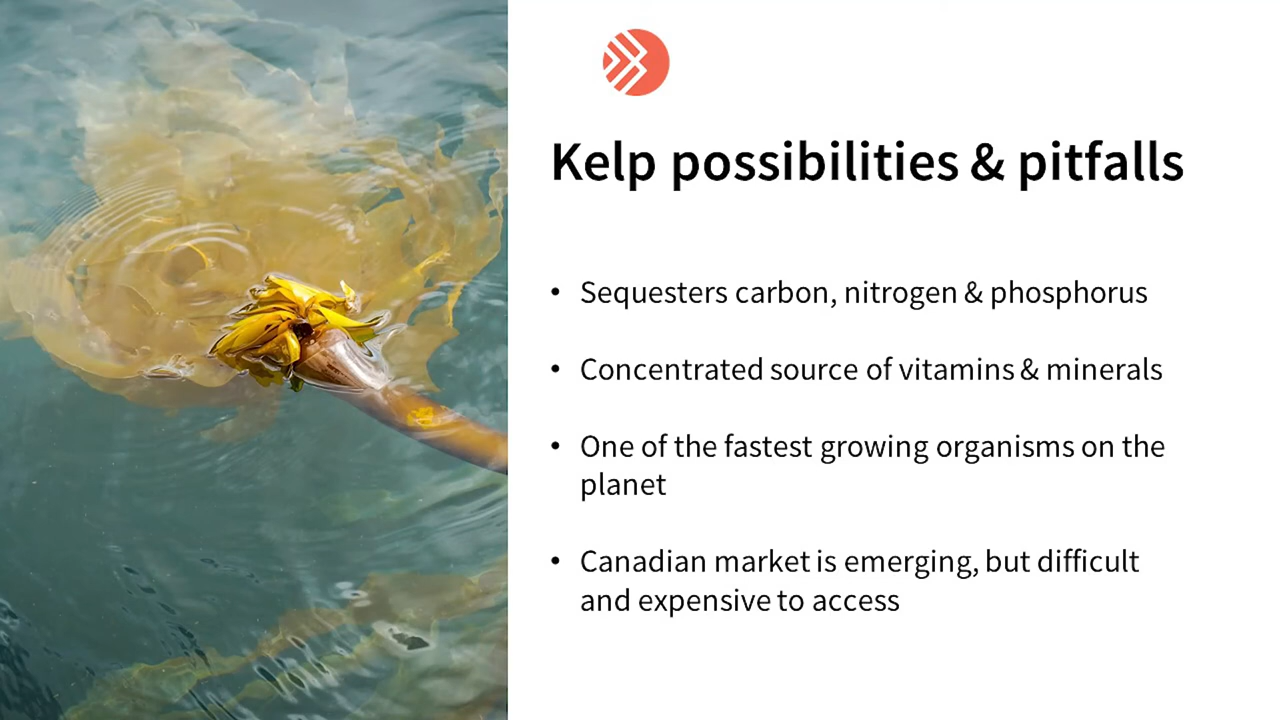 Kelp possibilities & pitfalls
• Sequesters carbon, nitrogen & phosphorus
• Concentrated source of vitamins & minerals
• One of the fastest growing organisms on the
planet
• Canadian market is emerging, but difficult
and expensive to access